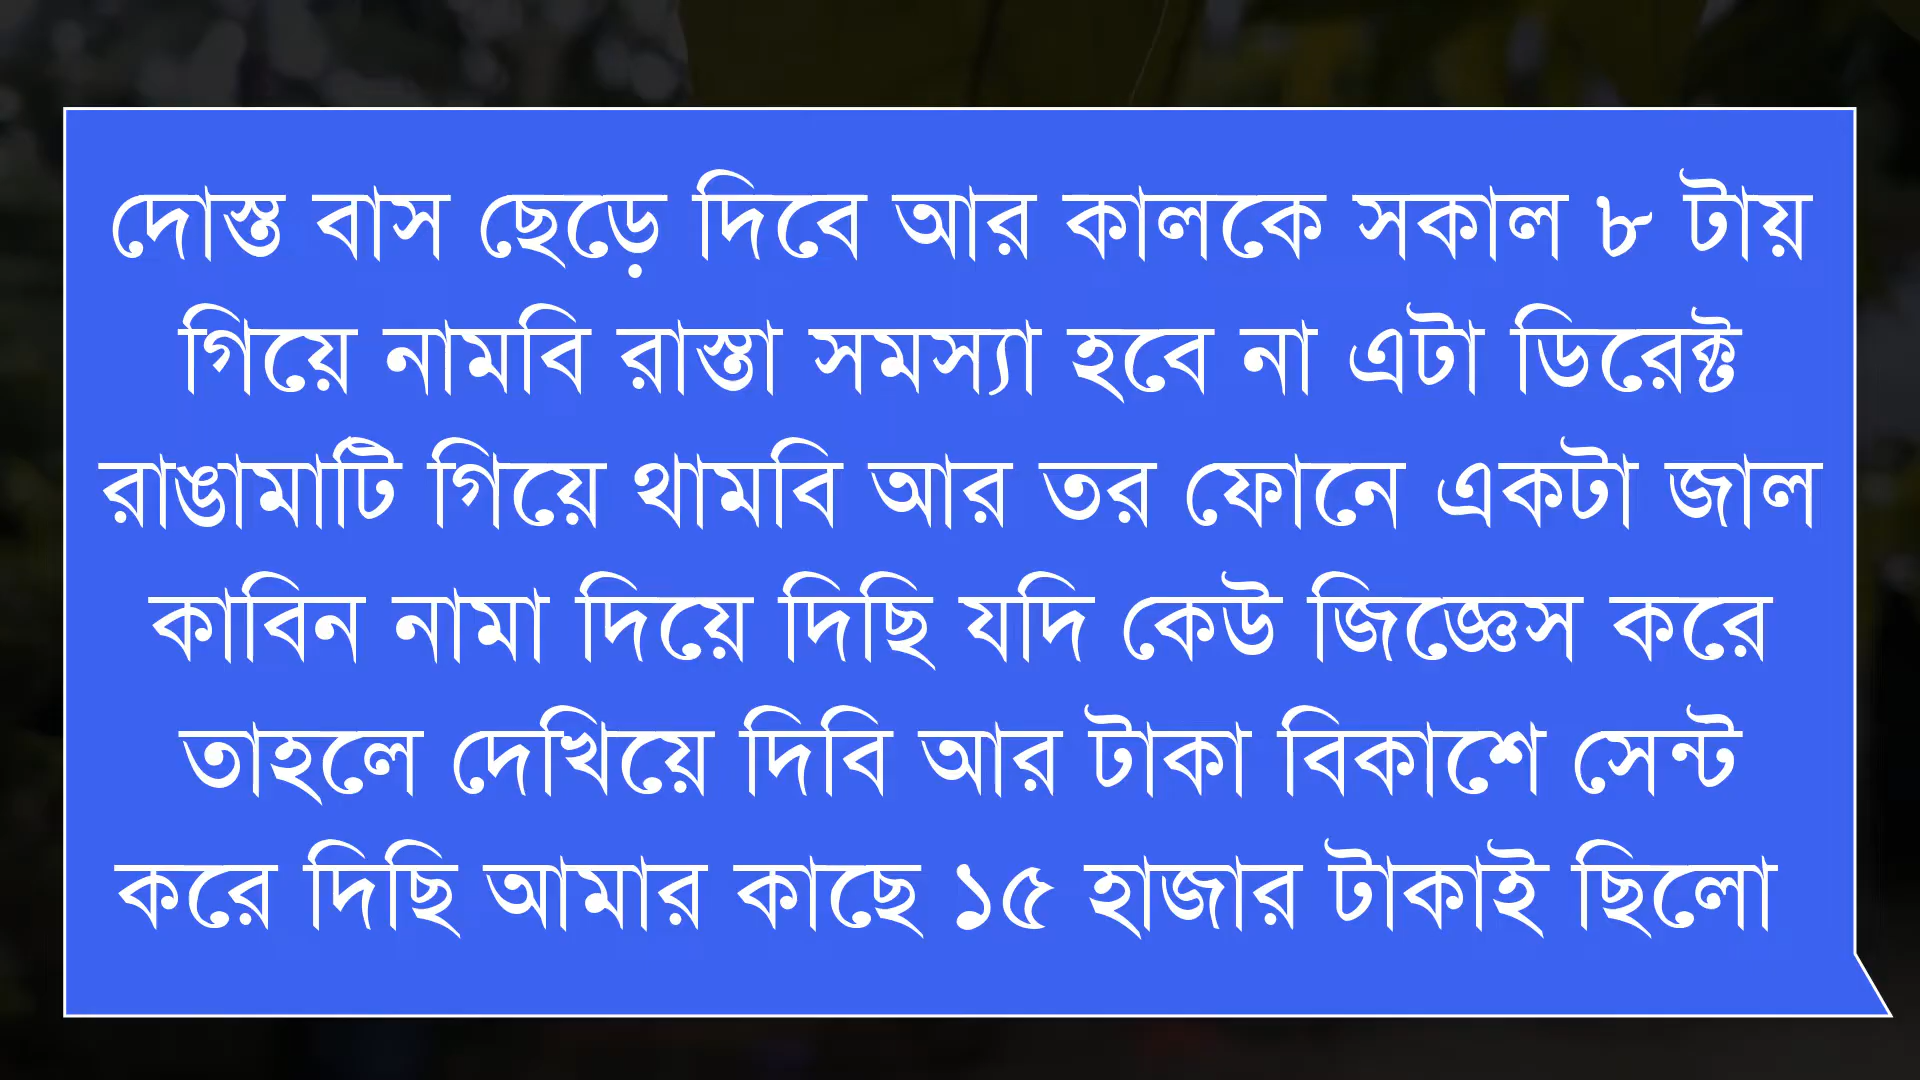 দোস্ত বাস ছেড়ে দিবে আর কালকে সকাল ৮ টায়
গিয়ে নামবি রাস্তা সমস্যা হবে না এটা ডিরেক্ট
রাঙামাটি গিয়ে থামবি আর তর ফোনে একটা জাল
কাবিন নামা দিয়ে দিছি যদি কেউ জিজ্ঞেস করে
তাহলে দেখিয়ে দিবি আর টাকা বিকাশে সেন্ট
করে দিছি আমার কাছে ১৫ হাজার টাকাই ছিলো